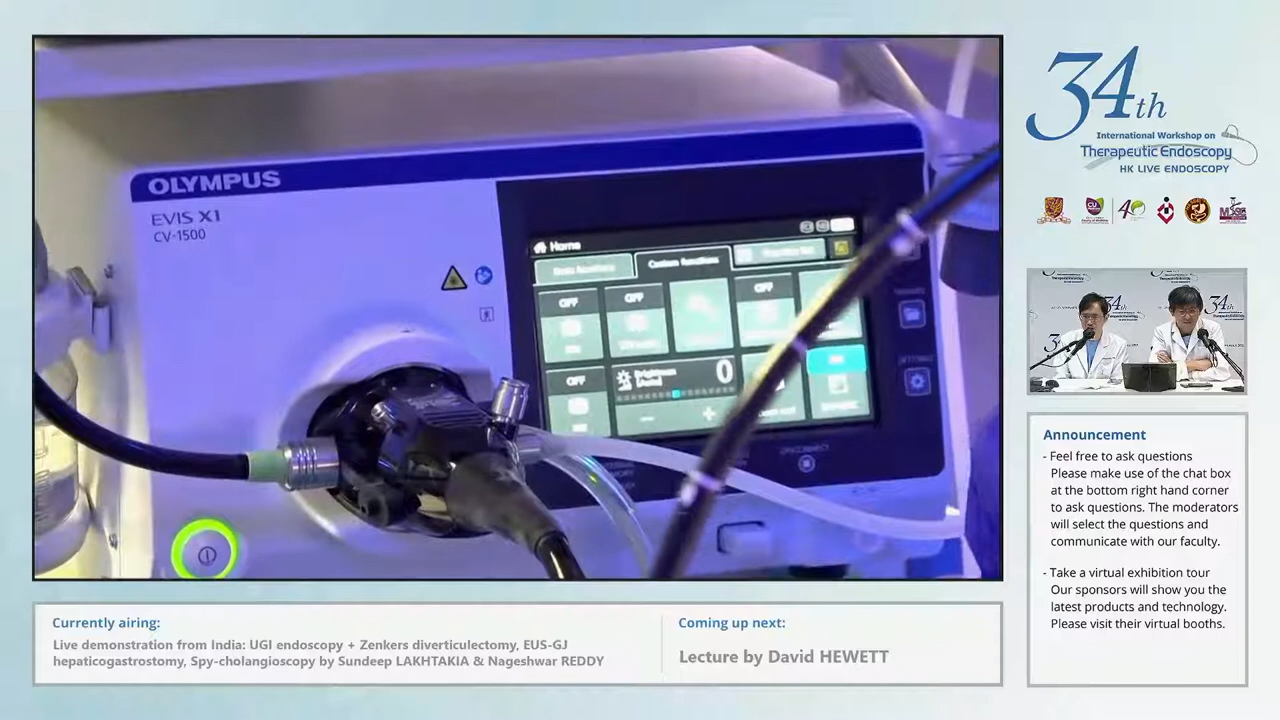 OLYMPUS
EVIS X1
CV-1500
Home
Custom functions
OFF
OFF
OFF
OFF
Brightness
0
34th
International Workshop on
Therapeutic Endoscopy
HK LIVE ENDOSCOPY
Announcement
- Feel free to ask questions
Please make use of the chat box
at the bottom right hand corner
to ask questions. The moderators
will select the questions and
communicate with our faculty.
- Take a virtual exhibition tour
Our sponsors will show you the
latest products and technology.
Please visit their virtual booths.
Currently airing:
Live demonstration from India: UGI endoscopy + Zenkers diverticulectomy, EUS-GJ
hepaticogastrostomy, Spy-cholangioscopy by Sundeep LAKHTAKIA & Nageshwar REDDY
Coming up next:
Lecture by David HEWETT